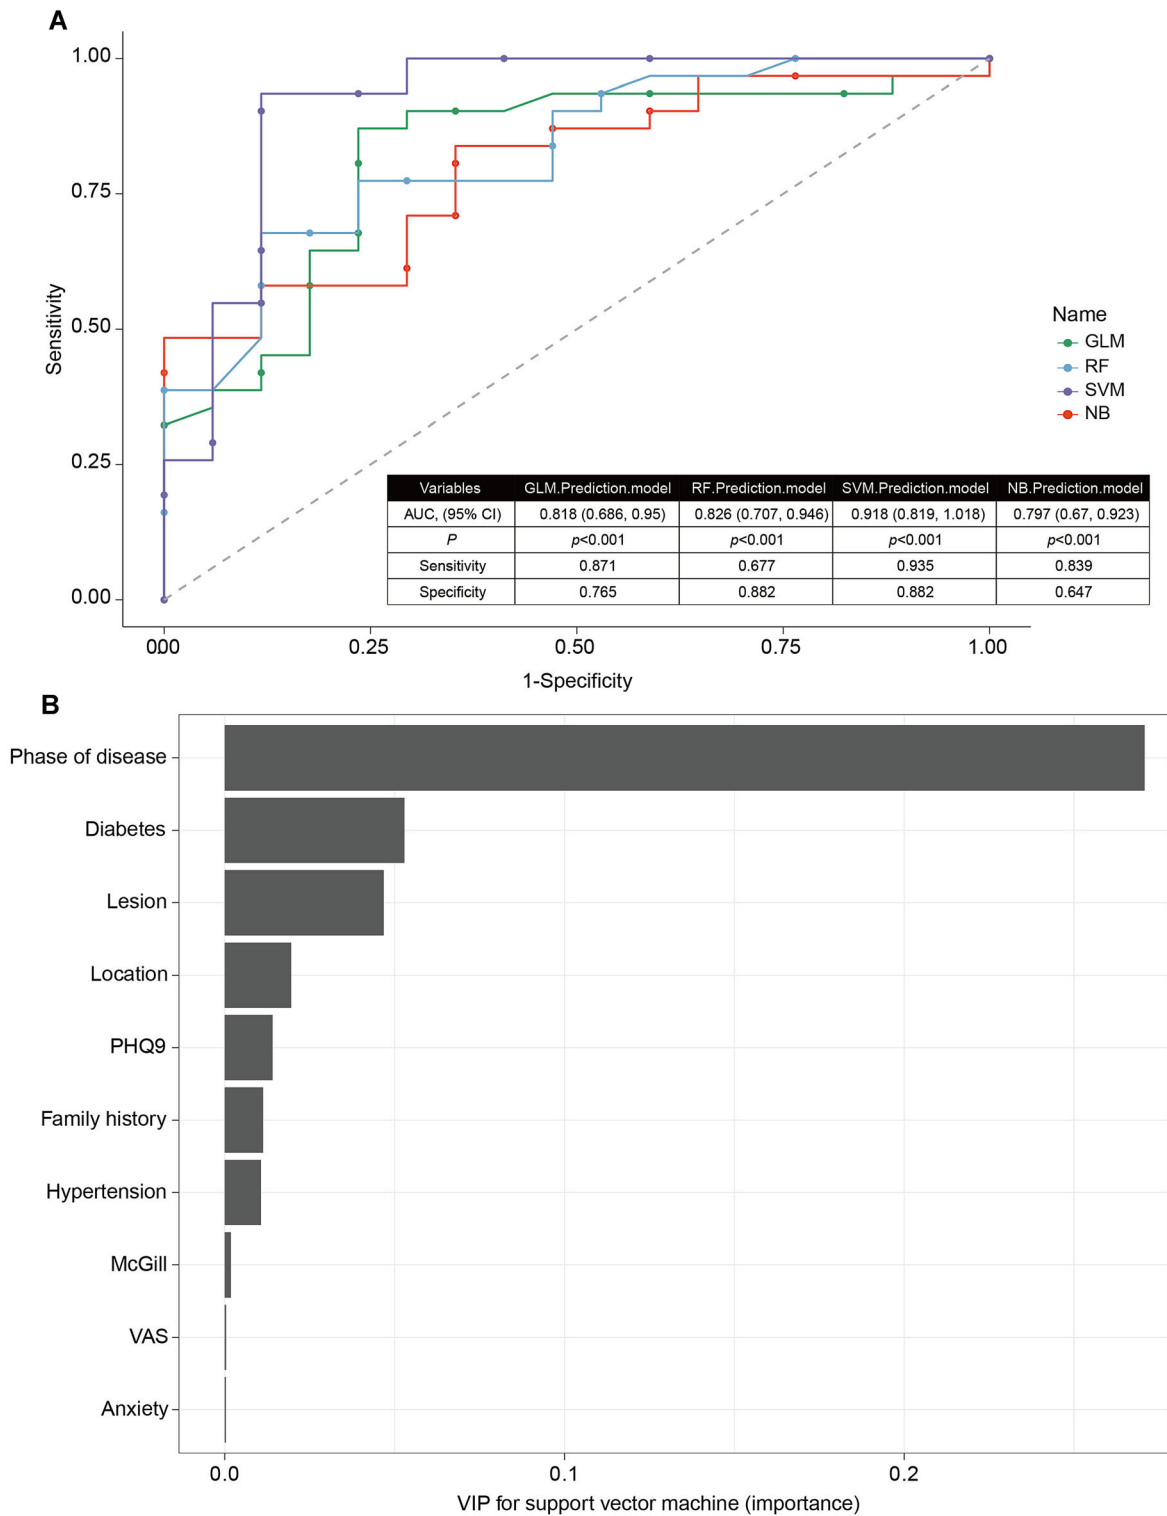 A
1.00
0.75
0.50
0.25
0.00
Sensitivity
Name
GLM
RF
SVM
NB
Variables GLM.Prediction.model RF.Prediction.model SVM.Prediction.model NB.Prediction.model
AUC, (95% CI) 0.818 (0.686, 0.95) 0.826 (0.707, 0.946) 0.918 (0.819, 1.018) 0.797 (0.67, 0.923)
P p<0.001 p<0.001 p<0.001 p<0.001
Sensitivity 0.871 0.677 0.935 0.839
Specificity 0.765 0.882 0.882 0.647
0.00 0.25 0.50 0.75 1.00
1-Specificity
B
Phase of disease
Diabetes
Lesion
Location
PHQ9
Family history
Hypertension
McGill
VAS
Anxiety
0.0 0.1 0.2
VIP for support vector machine (importance)